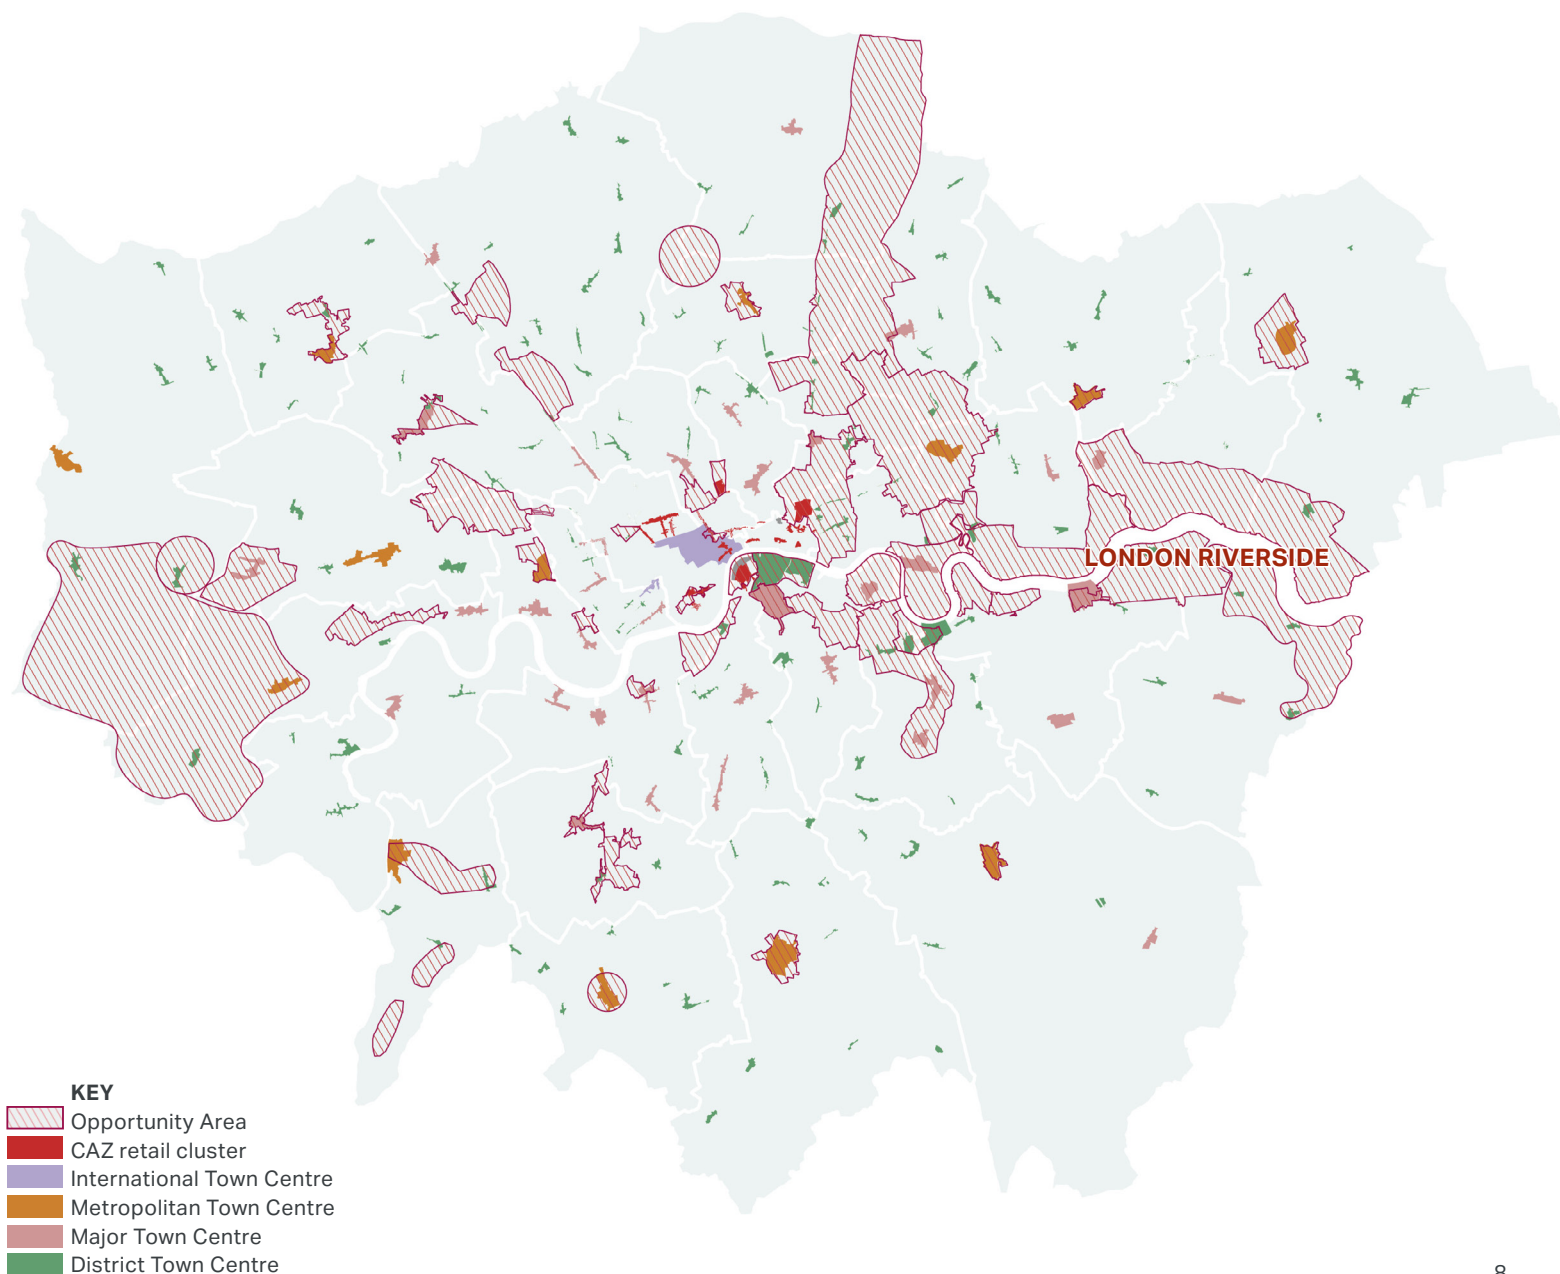 LONDON RIVERSIDE
KEY
Opportunity Area
CAZ retail cluster
International Town Centre
Metropolitan Town Centre
Major Town Centre
District Town Centre
8